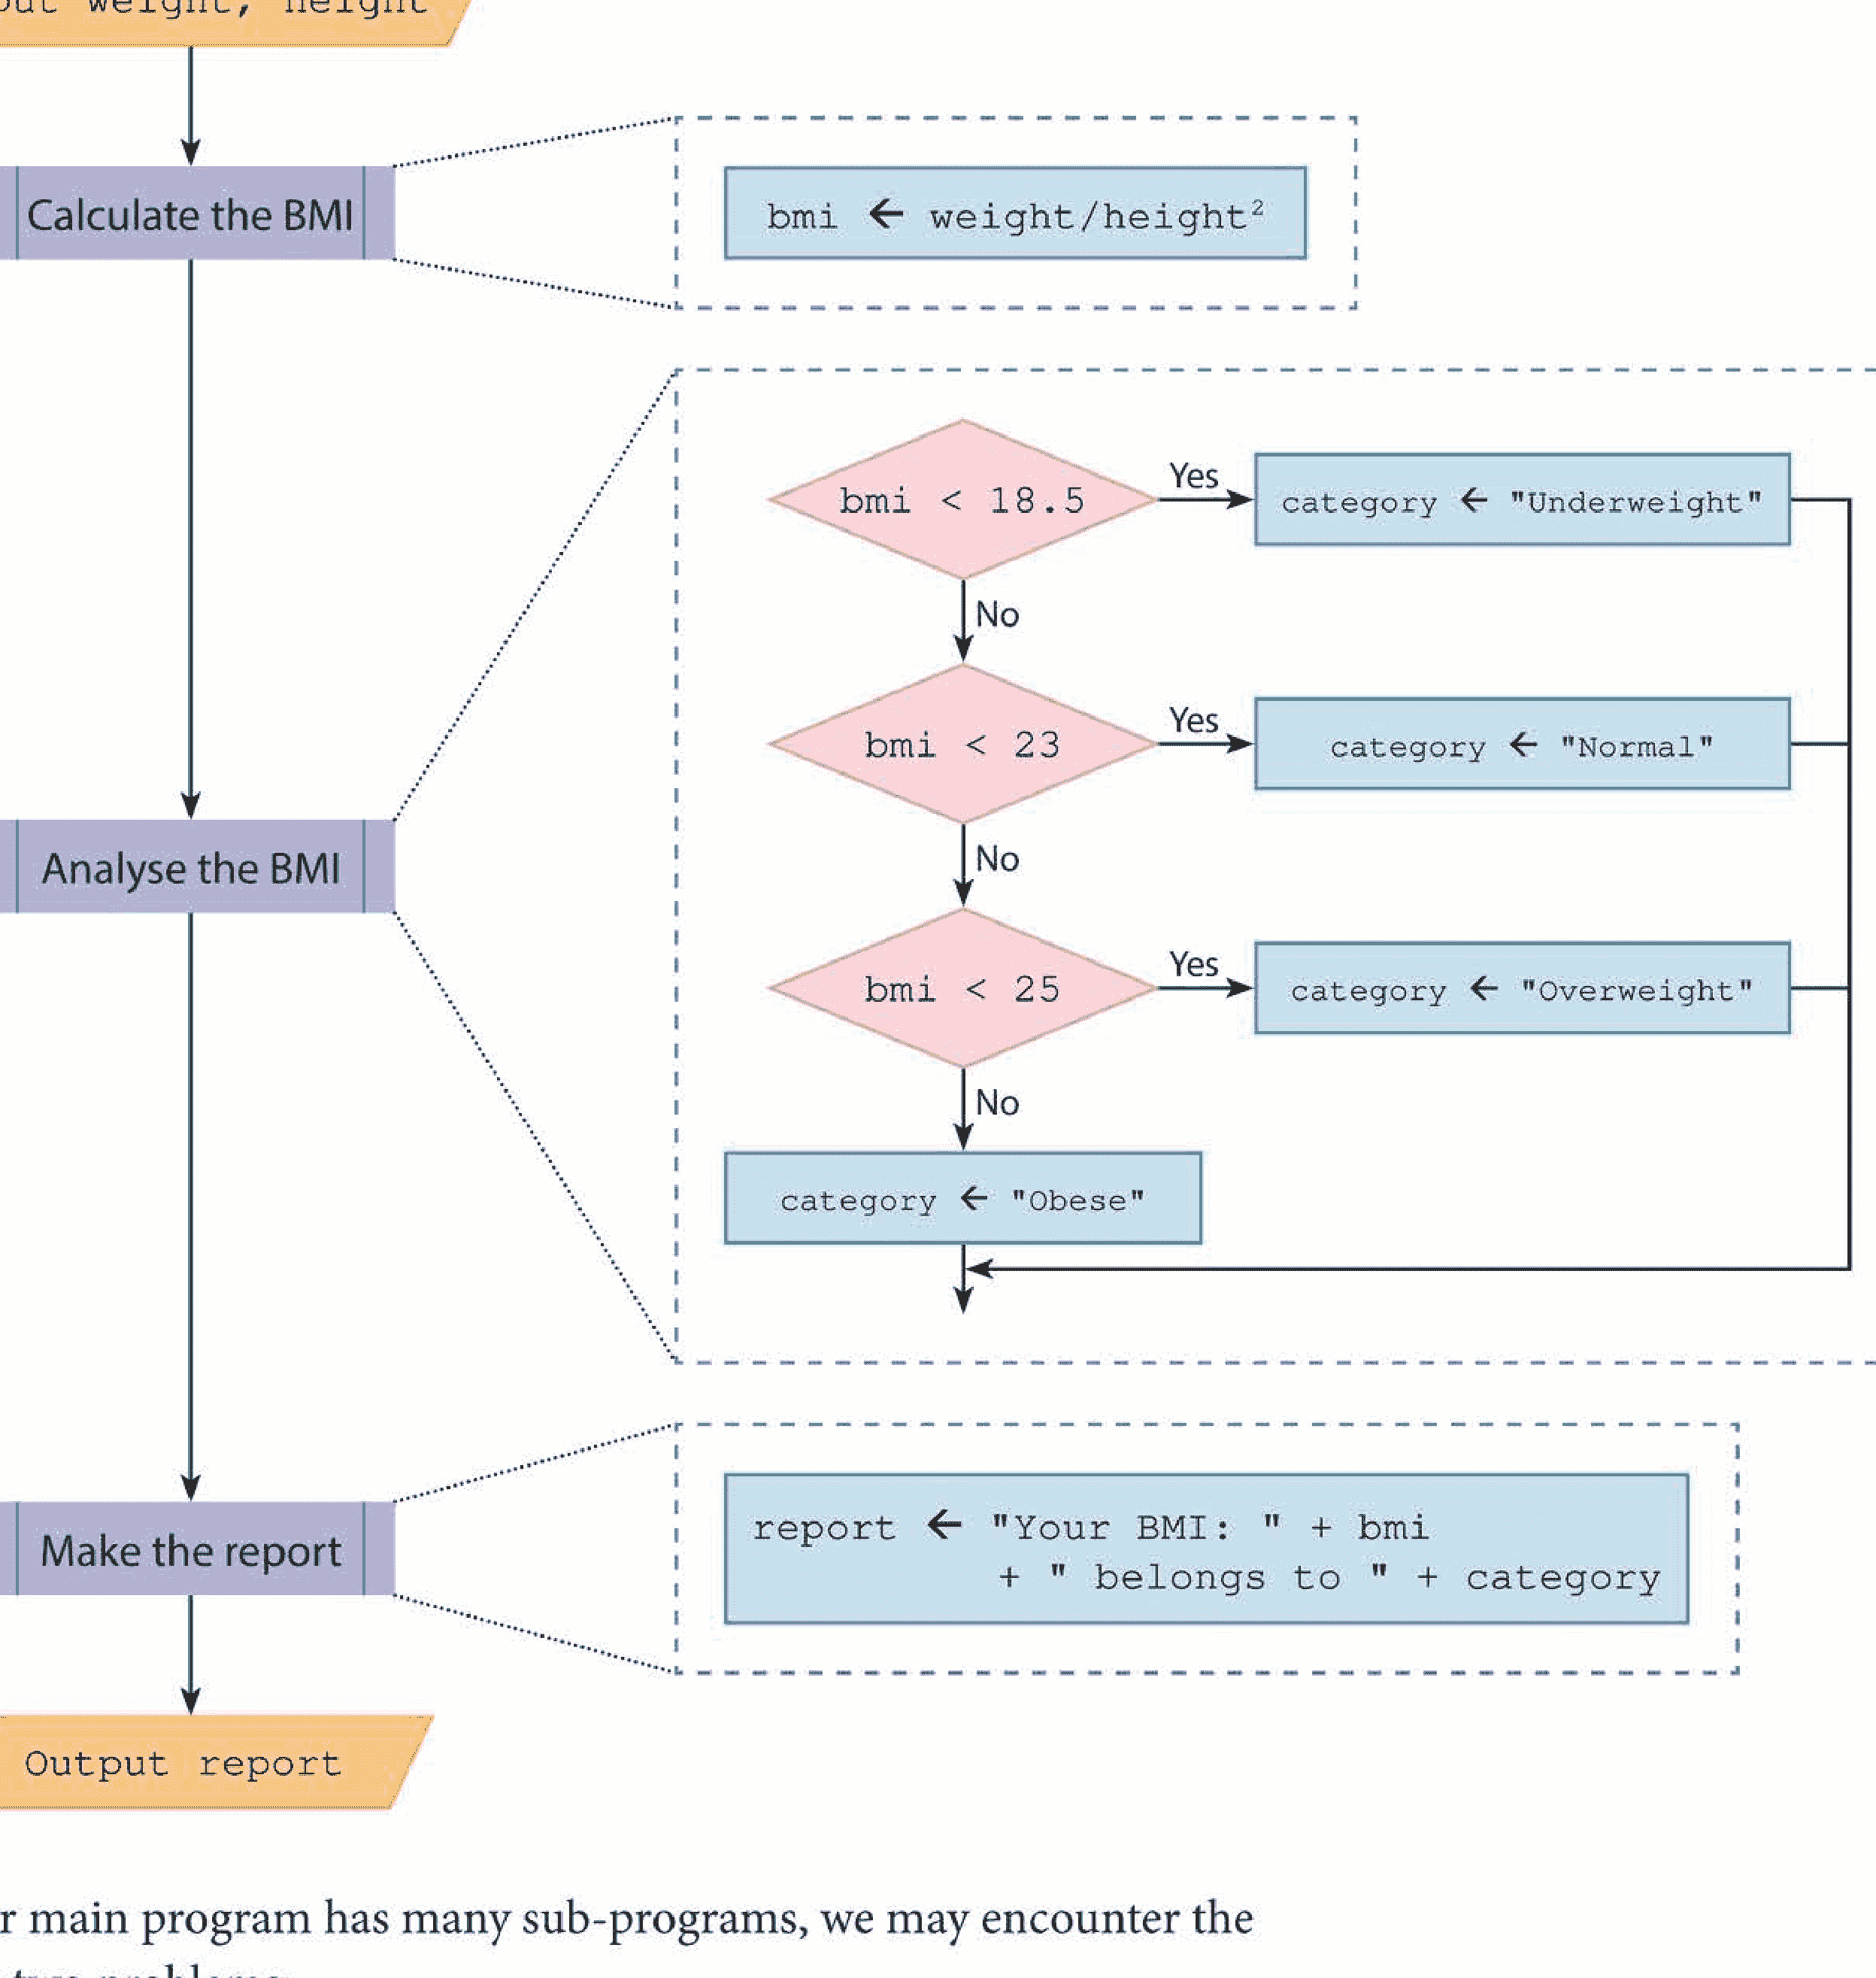 weight, height
Calculate the BMI
bmi ← weight/height²
bmi < 18.5
Yes
category ← "Underweight"
No
bmi < 23
Yes
category ← "Normal"
No
Analyse the BMI
bmi < 25
Yes
category ← "Overweight"
No
category ← "Obese"
Make the report
report ← "Your BMI: " + bmi
+ " belongs to " + category
Output report
main program has many sub-programs, we may encounter the